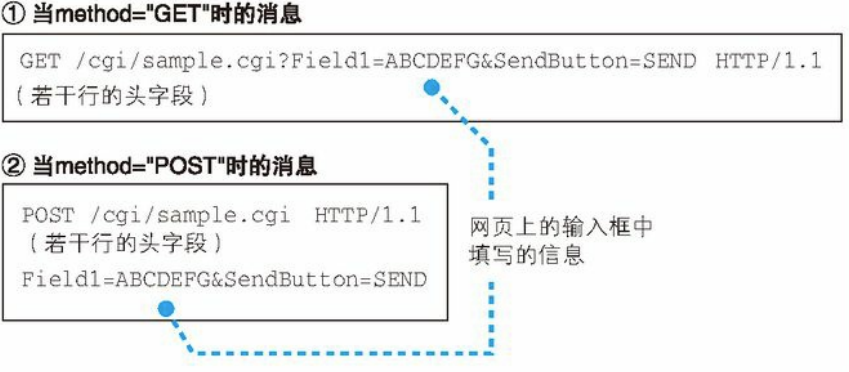 ① 当method="GET"时的消息
GET /cgi/sample.cgi?Field1=ABCDEFG&SendButton=SEND HTTP/1.1
(若干行的头字段)
② 当method="POST"时的消息
POST /cgi/sample.cgi HTTP/1.1
(若干行的头字段)
Field1=ABCDEFG&SendButton=SEND
网页上的输入框中
填写的信息